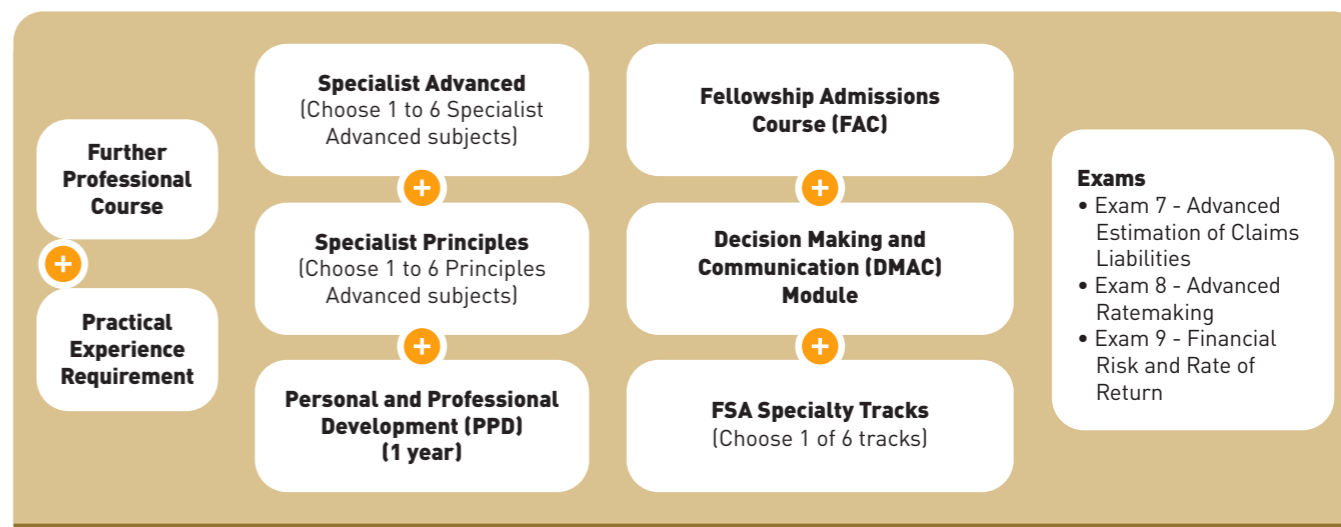 Further
Professional
Course
+
Practical
Experience
Requirement
Specialist Advanced
(Choose 1 to 6 Specialist
Advanced subjects)
+
Specialist Principles
(Choose 1 to 6 Principles
Advanced subjects)
+
Personal and Professional
Development (PPD)
(1 year)
Fellowship Admissions
Course (FAC)
+
Decision Making and
Communication (DMAC)
Module
+
FSA Specialty Tracks
(Choose 1 of 6 tracks)
Exams
• Exam 7 - Advanced
Estimation of Claims
Liabilities
• Exam 8 - Advanced
Ratemaking
• Exam 9 - Financial
Risk and Rate of
Return